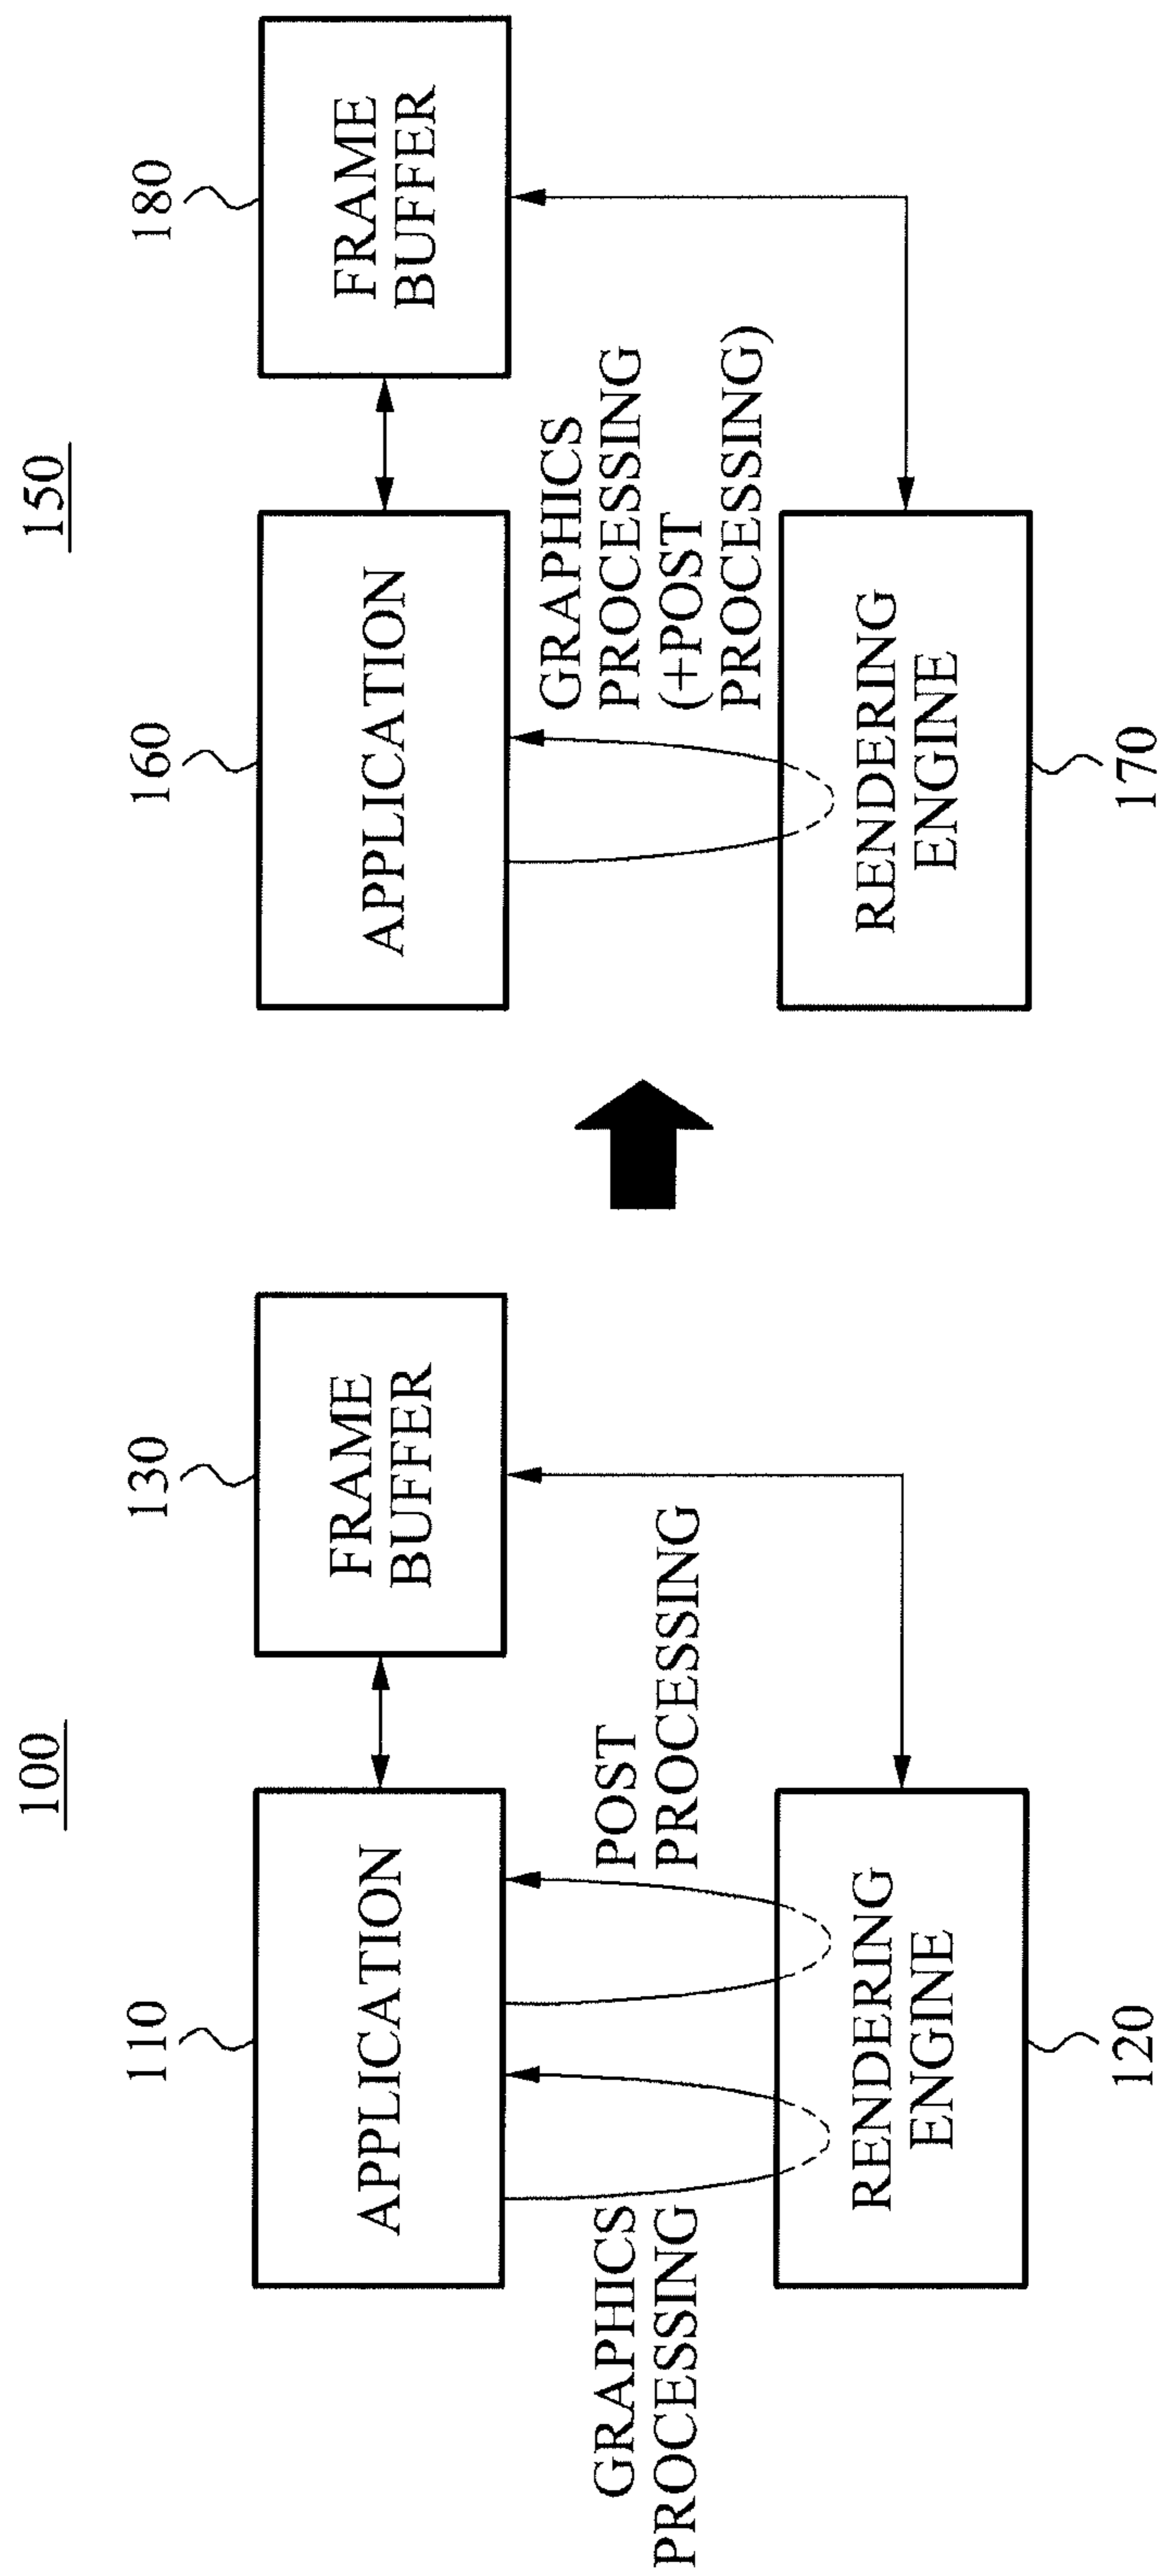 100
110
APPLICATION
130
FRAME
BUFFER
GRAPHICS
PROCESSING
POST
PROCESSING
RENDERING
ENGINE
120
150
160
APPLICATION
180
FRAME
BUFFER
GRAPHICS
PROCESSING
(+POST
PROCESSING)
RENDERING
ENGINE
170